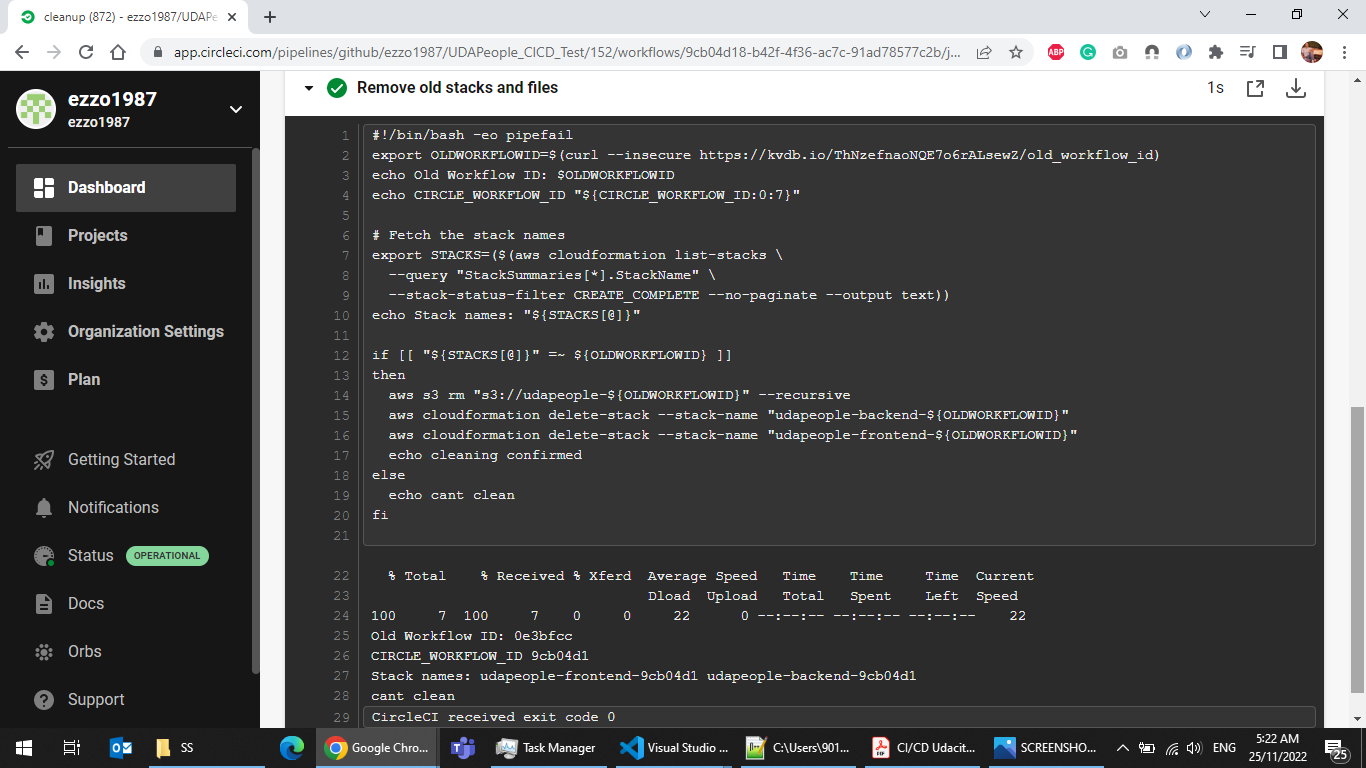 cleanup (872) - ezzo1987/UDAPe
app.circleci.com/pipelines/github/ezzo1987/UDAPeople_CICD_Test/152/workflows/9cb04d18-b42f-4f36-ac7c-91ad78577c2b/j...
ABP
ezzo1987
ezzo1987
Dashboard
Projects
Insights
Organization Settings
Plan
Getting Started
Notifications
Status OPERATIONAL
Docs
Orbs
Support
Remove old stacks and files 1s
1 #!/bin/bash -eo pipefail
2 export OLDWORKFLOWID=$(curl --insecure https://kvdb.io/ThNzefnaoNQE7o6rALsewZ/old_workflow_id)
3 echo Old Workflow ID: $OLDWORKFLOWID
4 echo CIRCLE_WORKFLOW_ID "${CIRCLE_WORKFLOW_ID:0:7}"
5
6 # Fetch the stack names
7 export STACKS=($(aws cloudformation list-stacks \
8 --query "StackSummaries[*].StackName" \
9 --stack-status-filter CREATE_COMPLETE --no-paginate --output text))
10 echo Stack names: "${STACKS[@]}"
11
12 if [[ "${STACKS[@]}" =~ ${OLDWORKFLOWID} ]]
13 then
14 aws s3 rm "s3://udapeople-${OLDWORKFLOWID}" --recursive
15 aws cloudformation delete-stack --stack-name "udapeople-backend-${OLDWORKFLOWID}"
16 aws cloudformation delete-stack --stack-name "udapeople-frontend-${OLDWORKFLOWID}"
17 echo cleaning confirmed
18 else
19 echo cant clean
20 fi
21
22 % Total % Received % Xferd Average Speed Time Time Time Current
23 Dload Upload Total Spent Left Speed
24 100 7 100 7 0 0 22 0 --:--:-- --:--:-- --:--:-- 22
25 Old Workflow ID: 0e3bfcc
26 CIRCLE_WORKFLOW_ID 9cb04d1
27 Stack names: udapeople-frontend-9cb04d1 udapeople-backend-9cb04d1
28 cant clean
29 CircleCI received exit code 0
SS
Google Chro...
Task Manager
Visual Studio ...
C:\Users\901...
CI/CD Udacit...
SCREENSHO...
ENG
5:22 AM
25/11/2022
25